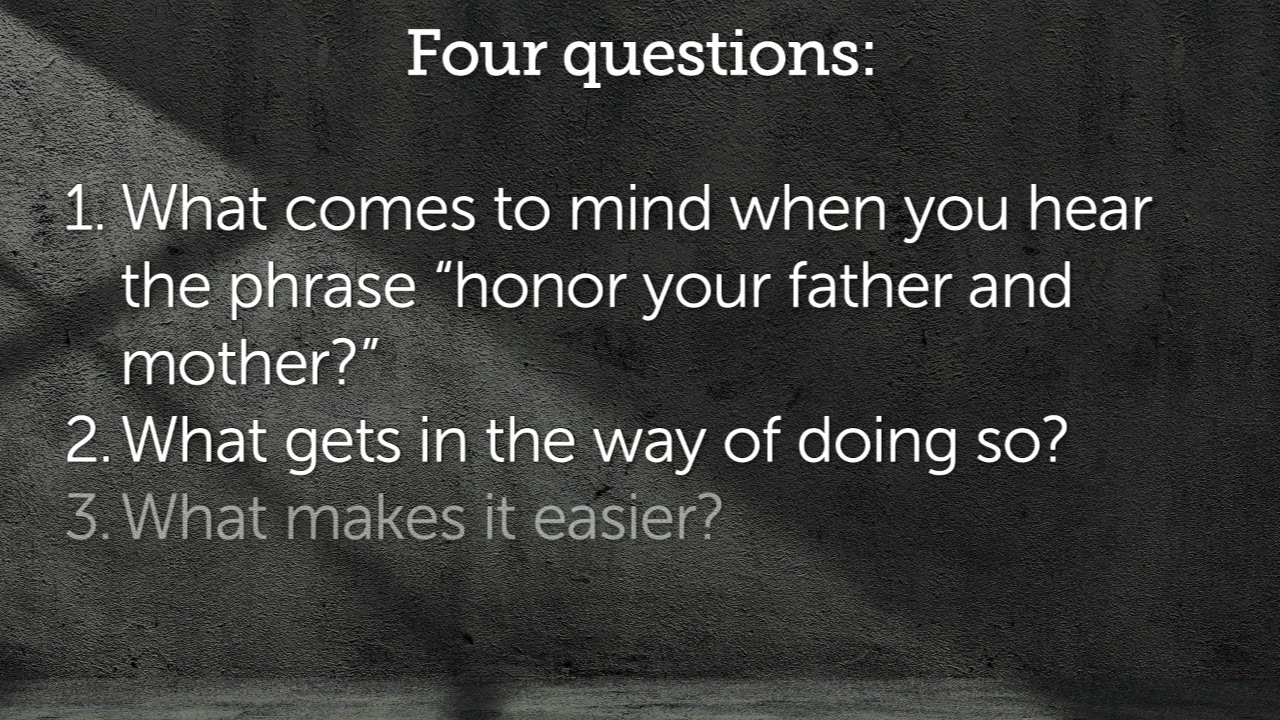 Four questions:
1. What comes to mind when you hear
the phrase “honor your father and
mother?”
2. What gets in the way of doing so?
3. What makes it easier?